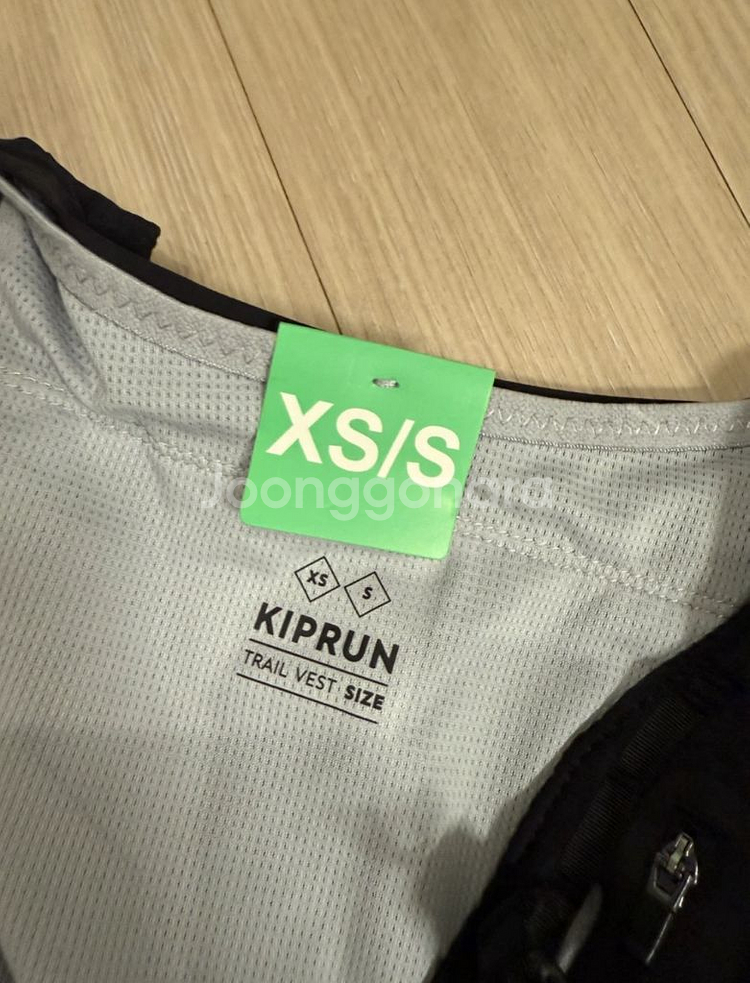 XS/S
Joonggonara
XS S
KIPRUN
TRAIL VEST SIZE